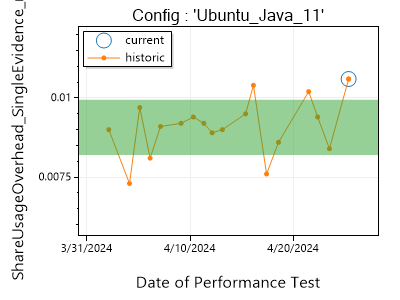 Config : 'Ubuntu_Java_11'
current
historic
0.01
0.0075
3/31/2024
4/10/2024
4/20/2024
Date of Performance Test
ShareUsageOverhead_SingleEvidence_